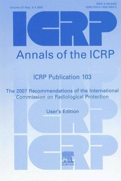 ICRP
Annals of the ICRP
ICRP Publication 103
The 2007 Recommendations of the International
Commission on Radiological Protection
User's Edition